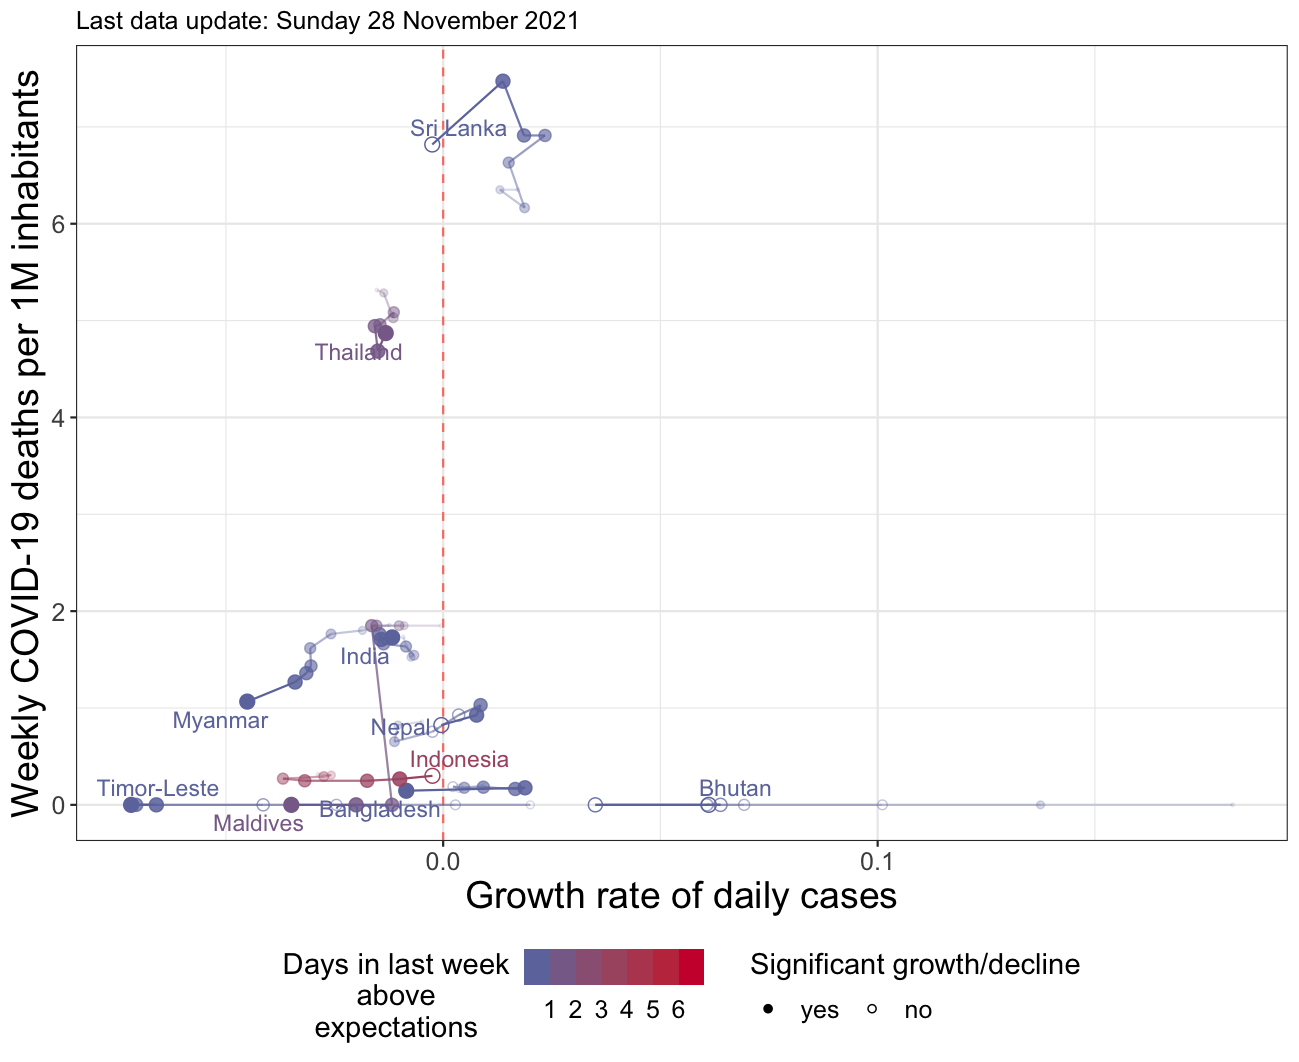 Last data update: Sunday 28 November 2021
Weekly COVID-19 deaths per 1M inhabitants
6
4
2
0
Sri Lanka
Thailand
India
Myanmar
Nepal
Indonesia
Timor-Leste
Bhutan
Bangladesh
Maldives
0.0
0.1
Growth rate of daily cases
Days in last week
above
expectations
1 2 3 4 5 6
Significant growth/decline
yes no